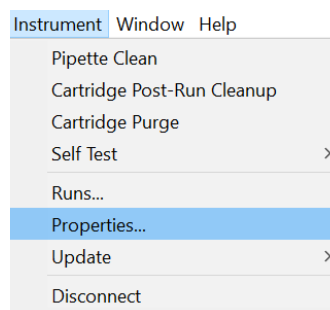 Instrument Window Help
Pipette Clean
Cartridge Post-Run Cleanup
Cartridge Purge
Self Test
Runs...
Properties...
Update
Disconnect